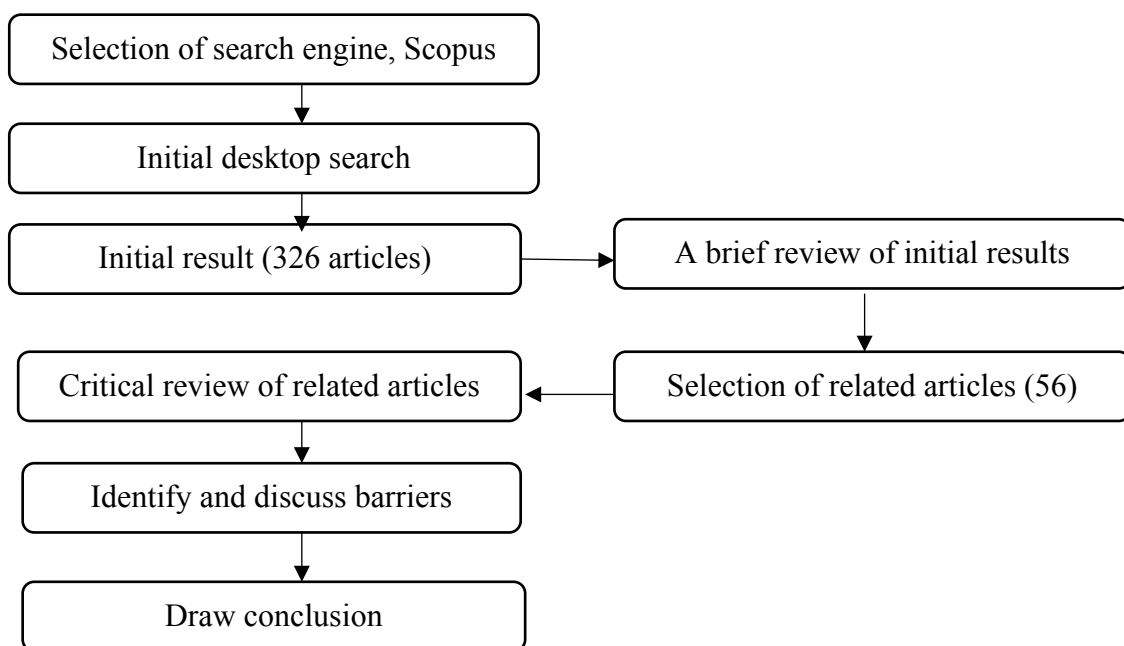 Selection of search engine, Scopus
Initial desktop search
Initial result (326 articles)
A brief review of initial results
Selection of related articles (56)
Critical review of related articles
Identify and discuss barriers
Draw conclusion